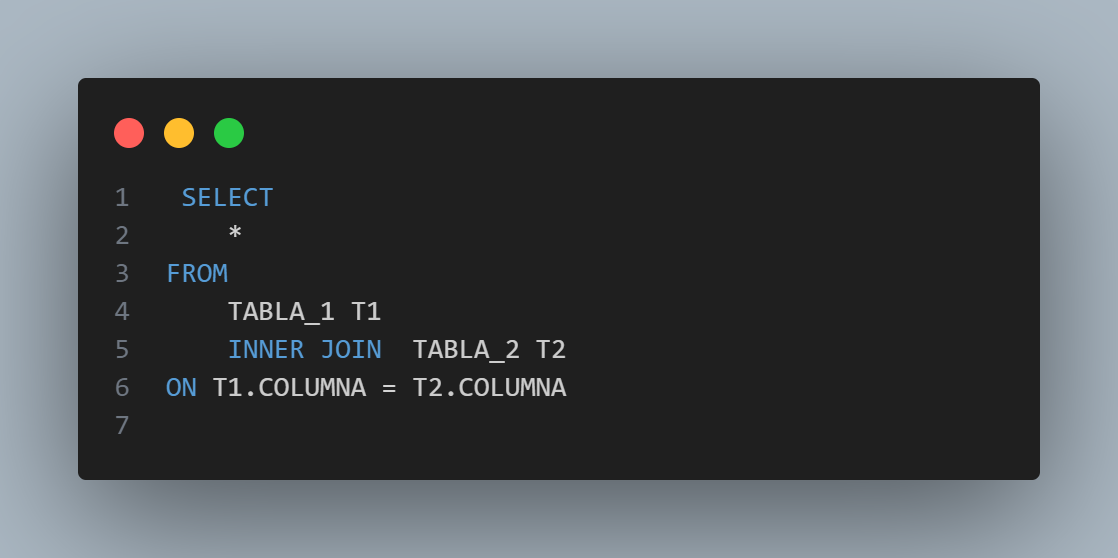 1 SELECT
2 *
3 FROM
4 TABLA_1 T1
5 INNER JOIN  TABLA_2 T2
6 ON T1.COLUMNA = T2.COLUMNA
7